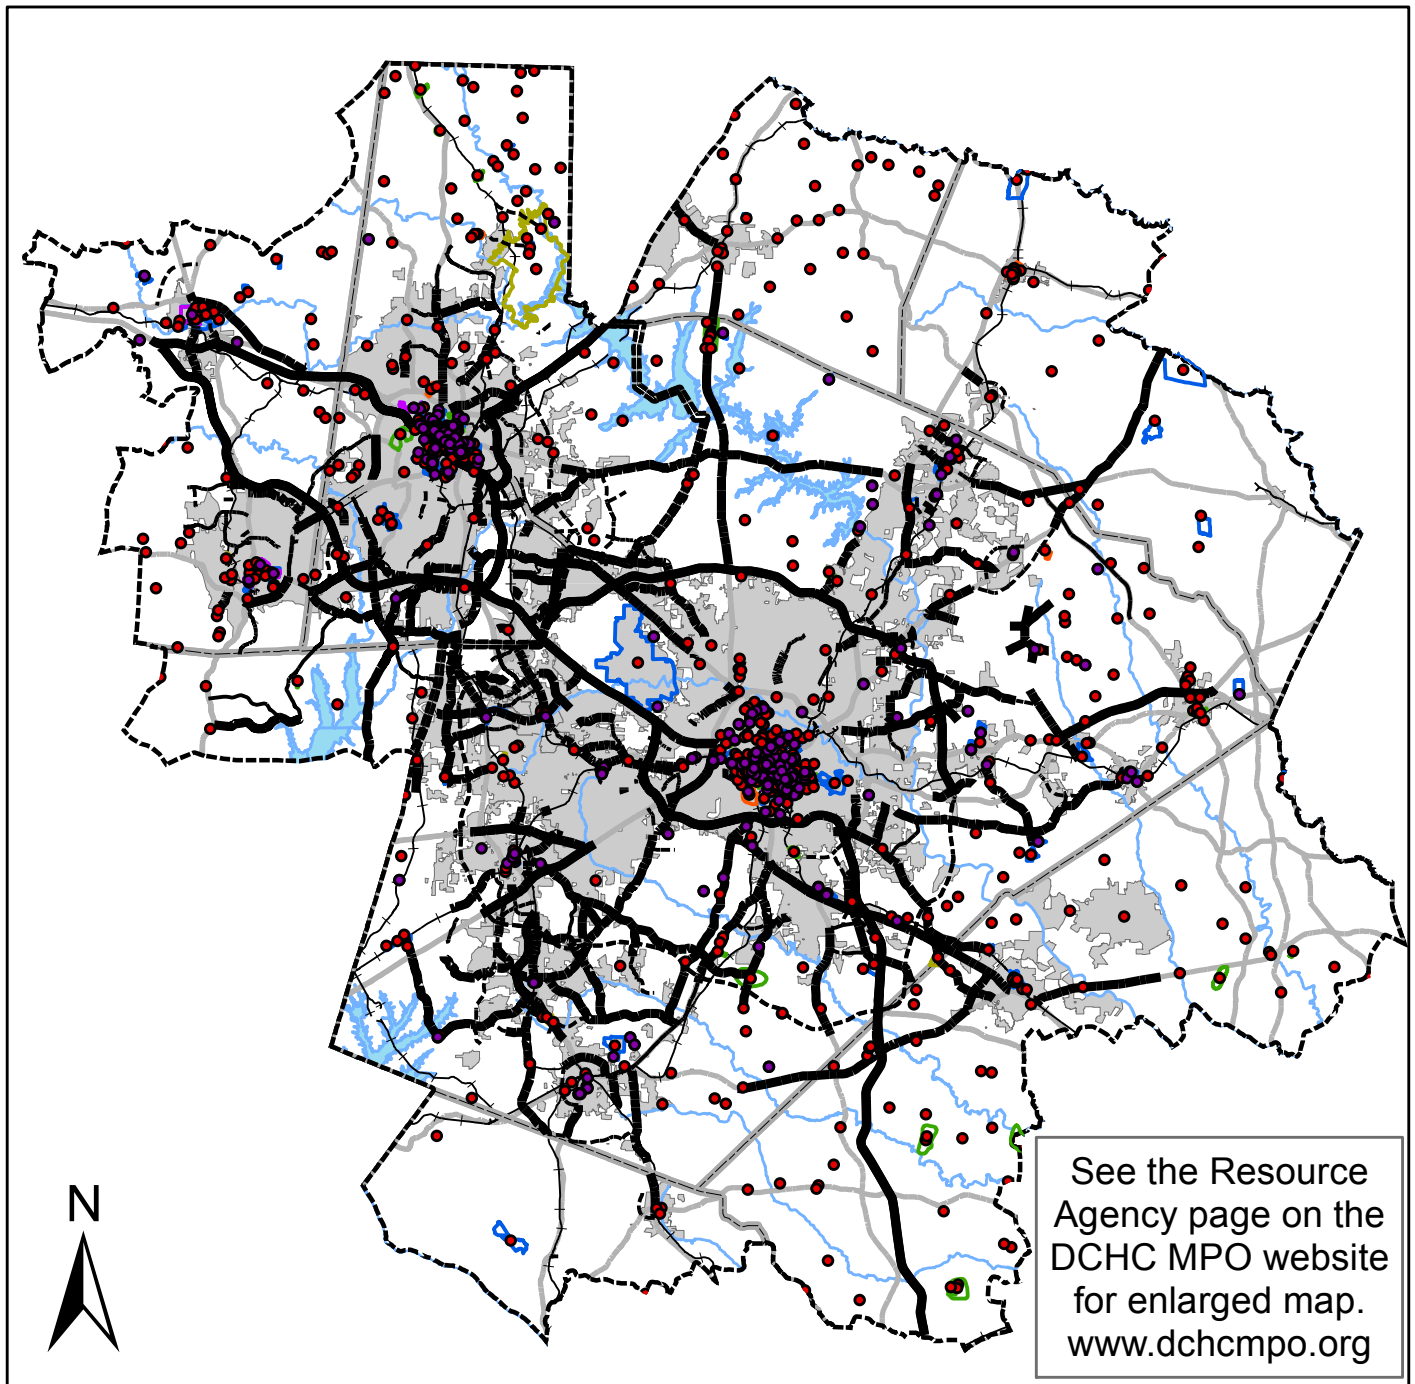 N
See the Resource
Agency page on the
DCHC MPO website
for enlarged map.
www.dchcmpo.org